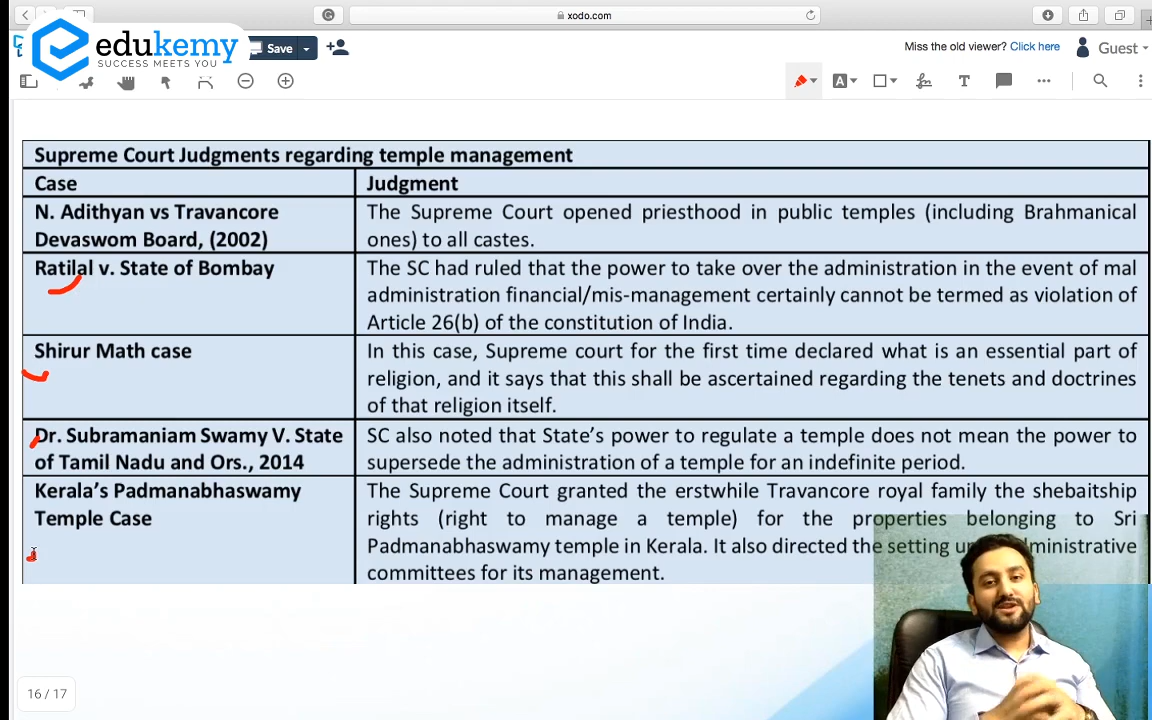 xodo.com
edukemy
SUCCESS MEETS YOU
Save
Miss the old viewer? Click here
Guest
Supreme Court Judgments regarding temple management
Case
Judgment
N. Adithyan vs Travancore
Devaswom Board, (2002)
The Supreme Court opened priesthood in public temples (including Brahmanical
ones) to all castes.
Ratilal v. State of Bombay
The SC had ruled that the power to take over the administration in the event of mal
administration financial/mis-management certainly cannot be termed as violation of
Article 26(b) of the constitution of India.
Shirur Math case
In this case, Supreme court for the first time declared what is an essential part of
religion, and it says that this shall be ascertained regarding the tenets and doctrines
of that religion itself.
Dr. Subramaniam Swamy V. State
of Tamil Nadu and Ors., 2014
SC also noted that State's power to regulate a temple does not mean the power to
supersede the administration of a temple for an indefinite period.
Kerala's Padmanabhaswamy
Temple Case
The Supreme Court granted the erstwhile Travancore royal family the shebaitship
rights (right to manage a temple) for the properties belonging to Sri
Padmanabhaswamy temple in Kerala. It also directed the setting
committees for its management.
16 / 17